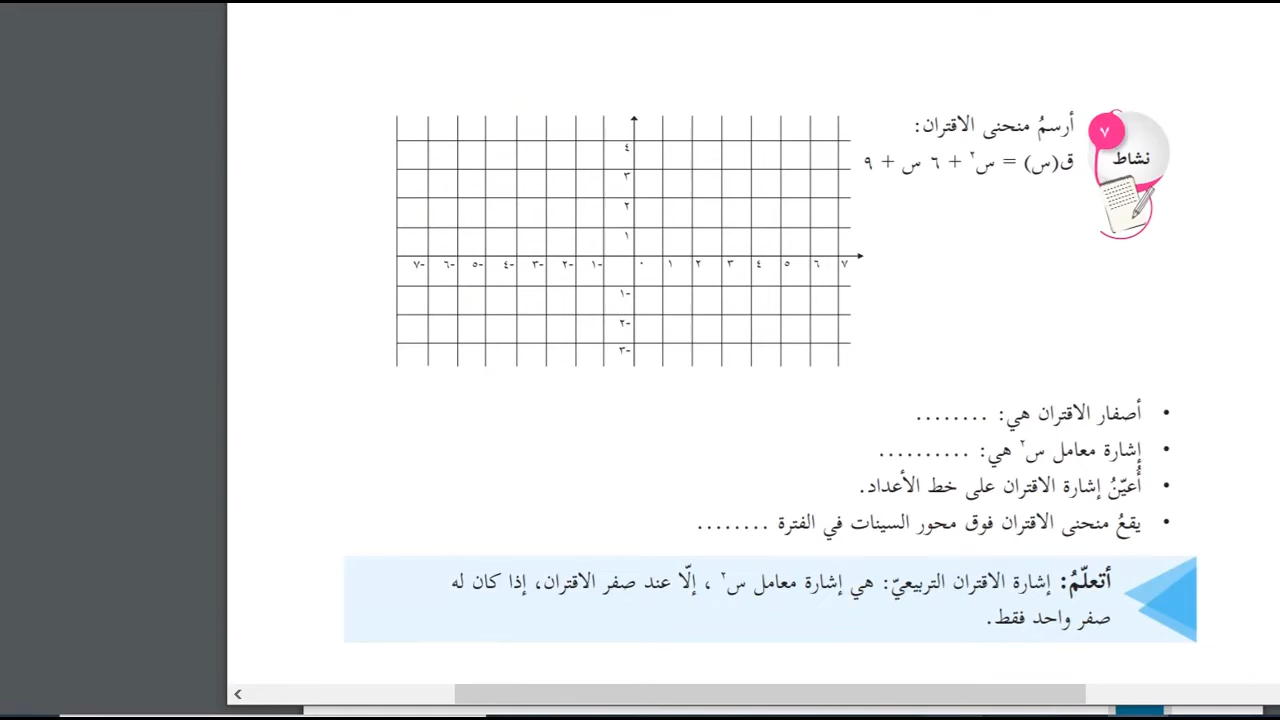 أرسمُ منحنى الاقتران:
٧
نشاط
ق(س) = س٢ + ٦ س + ٩
٤
٣
٢
١
-٧ -٦ -٥ -٤ -٣ -٢ -١ ٠ ١ ٢ ٣ ٤ ٥ ٦ ٧
-١
-٢
-٣
• أصفار الاقتران هي: ........
• إشارة معامل س٢ هي: ..........
• أُعيّنُ إشارة الاقتران على خط الأعداد.
• يقعُ منحنى الاقتران فوق محور السينات في الفترة ........
أتعلّمُ: إشارة الاقتران التربيعيّ: هي إشارة معامل س٢ ، إلّا عند صفر الاقتران، إذا كان له
صفر واحد فقط.